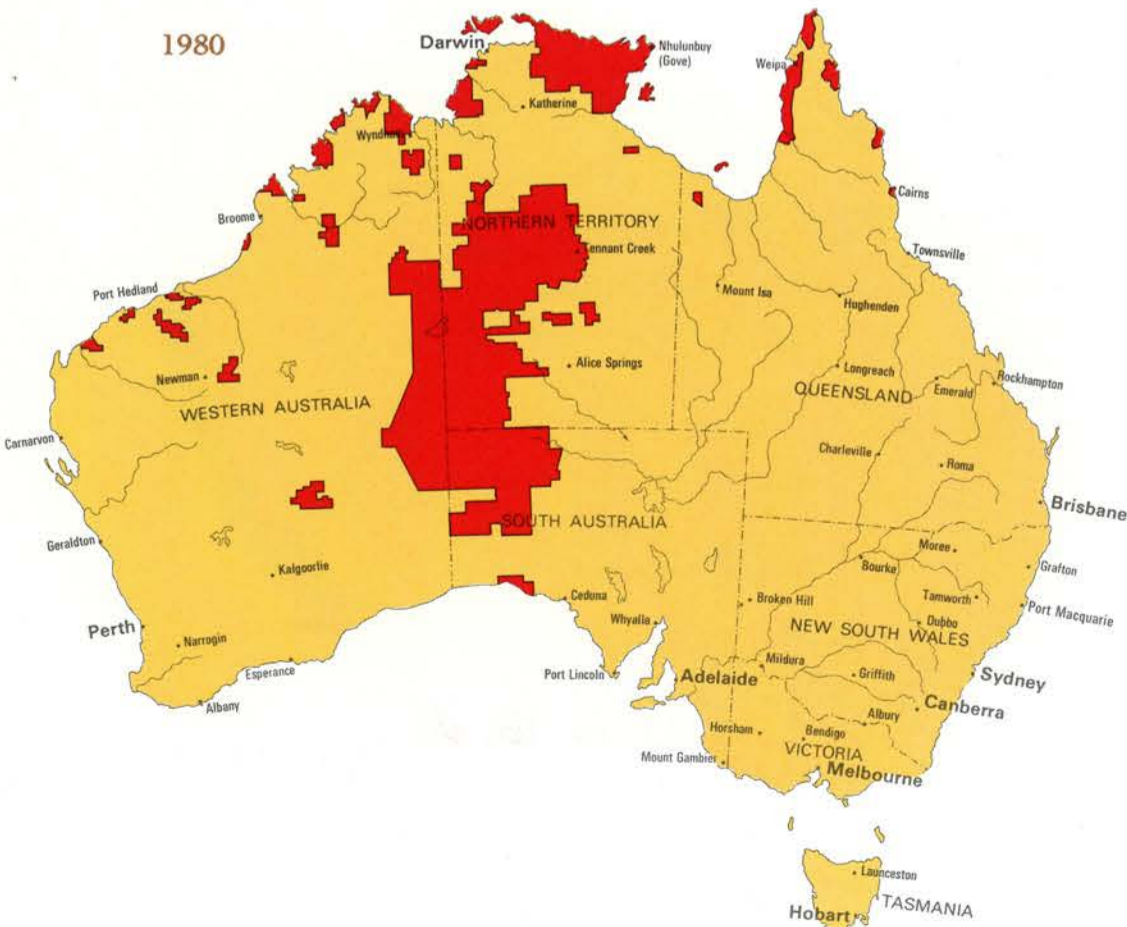 1980
Darwin
Nhulunbuy
(Gove)
Weipa
Katherine
Wyndham
Cairns
Broome
NORTHERN TERRITORY
Tennant Creek
Townsville
Port Hedland
Mount Isa
Hughenden
Alice Springs
Longreach
Newman
Rockhampton
QUEENSLAND
Emerald
WESTERN AUSTRALIA
Carnarvon
Charleville
Roma
Brisbane
SOUTH AUSTRALIA
Geraldton
Moree
Bourke
Grafton
Kalgoorlie
Cedona
Broken Hill
Tamworth
Port Macquarie
Perth
Whyalla
Dubbo
NEW SOUTH WALES
Narrogin
Mildura
Griffith
Sydney
Esperance
Port Lincoln
Adelaide
Canberra
Albany
Albury
Horsham
Bendigo
VICTORIA
Mount Gambier
Melbourne
Launceston
TASMANIA
Hobart